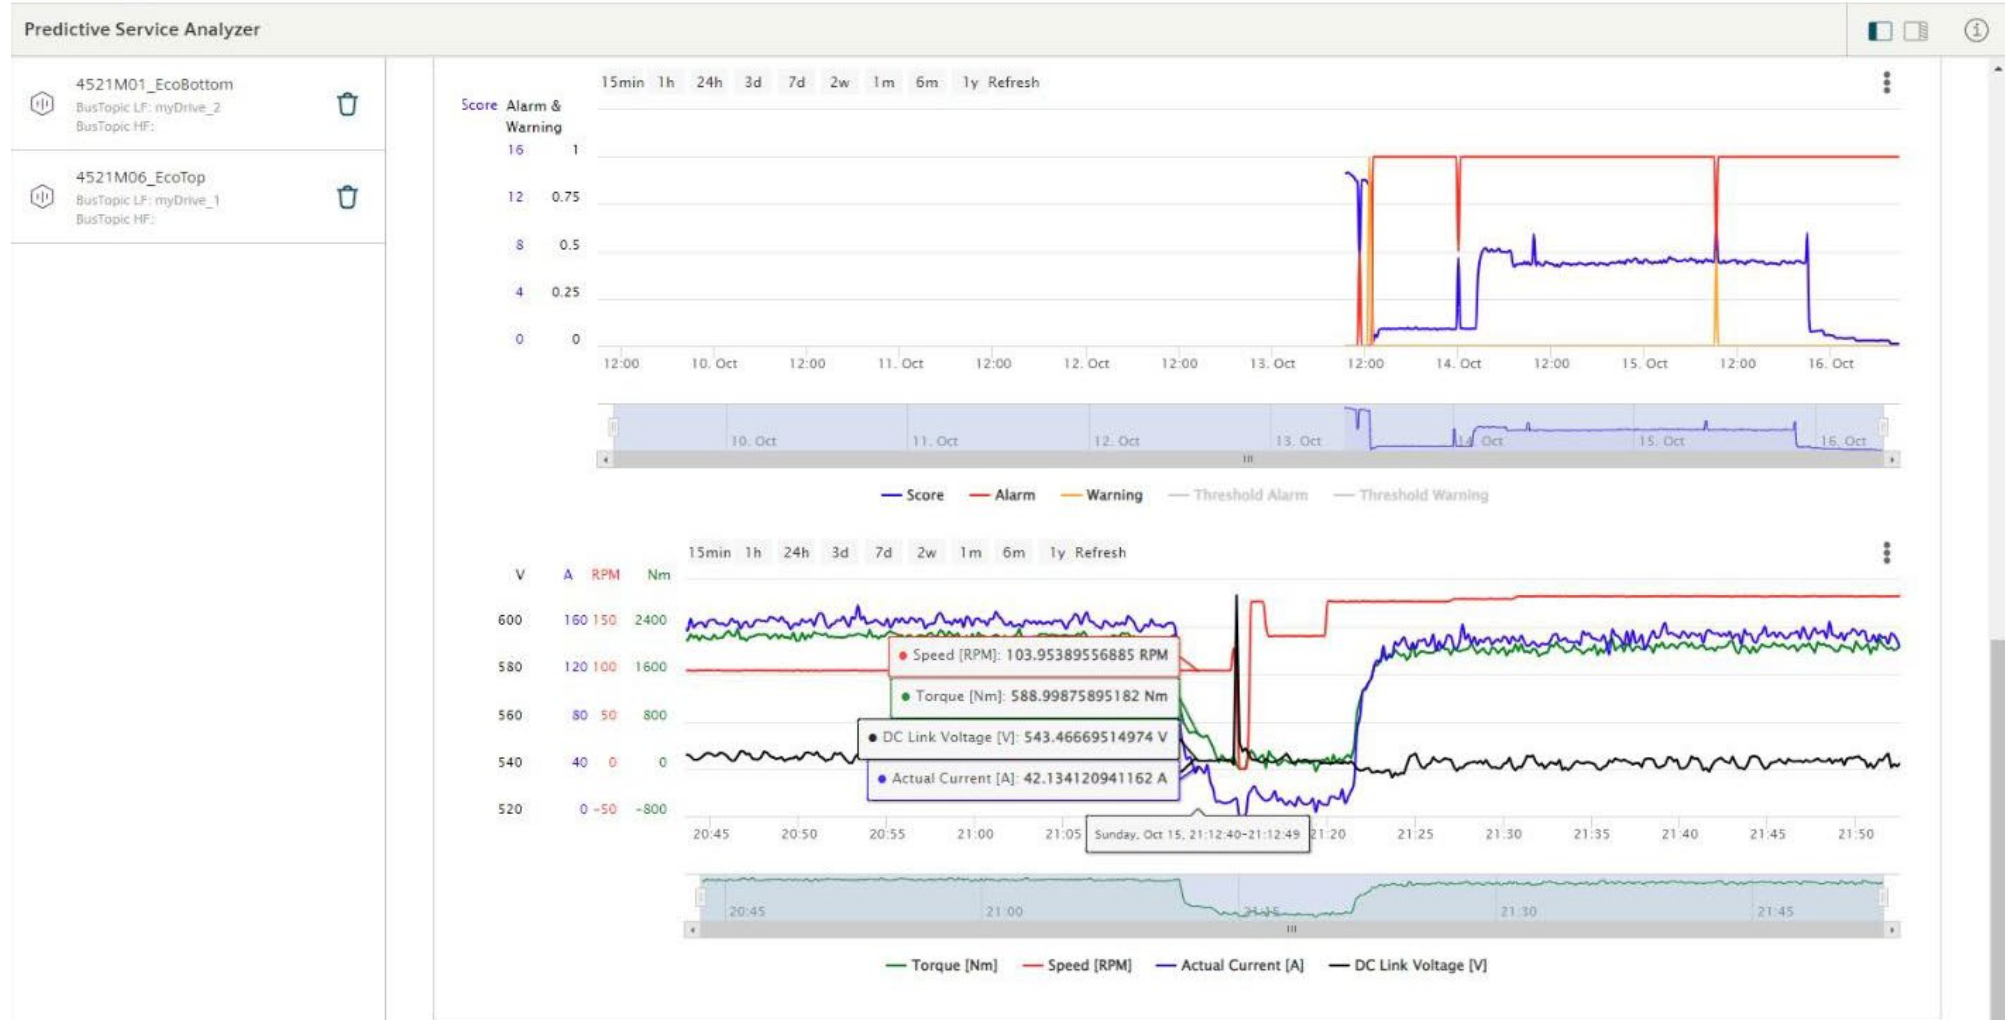 Predictive Service Analyzer
4521M01_EcoBottom
BusTopic LF: myDrive_2
BusTopic HF:
4521M06_EcoTop
BusTopic LF: myDrive_1
BusTopic HF:
15min 1h 24h 3d 7d 2w 1m 6m 1y Refresh
Score Alarm &
Warning
16 1
12 0.75
8 0.5
4 0.25
0 0
12:00 10. Oct 12:00 11. Oct 12:00 12. Oct 12:00 13. Oct 12:00 14. Oct 12:00 15. Oct 12:00 16. Oct
10. Oct 11. Oct 12. Oct 13. Oct 14. Oct 15. Oct 16. Oct
Score Alarm Warning Threshold Alarm Threshold Warning
15min 1h 24h 3d 7d 2w 1m 6m 1y Refresh
V A RPM Nm
600 160 150 2400
580 120 100 1600
560 80 50 800
540 40 0 0
520 0 -50 -800
Speed [RPM]: 103.95389556885 RPM
Torque [Nm]: 588.99875895182 Nm
DC Link Voltage [V]: 543.46669514974 V
Actual Current [A]: 42.134120941162 A
20:45 20:50 20:55 21:00 21:05 Sunday, Oct 15, 21:12:40-21:12:49 21:20 21:25 21:30 21:35 21:40 21:45 21:50
20:45 21:00 21:15 21:30 21:45
Torque [Nm] Speed [RPM] Actual Current [A] DC Link Voltage [V]